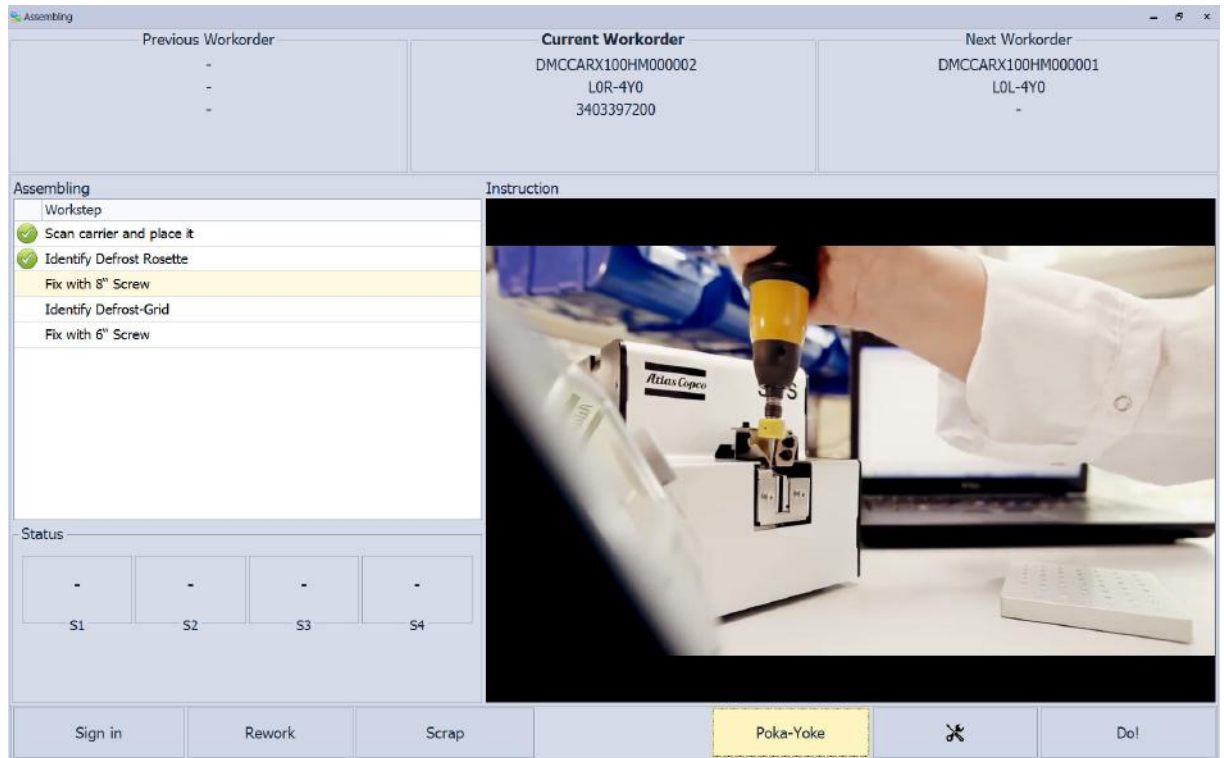 Assembling
Previous Workorder
-
-
-
Current Workorder
DMCCARX100HM000002
L0R-4Y0
3403397200
Next Workorder
DMCCARX100HM000001
L0L-4Y0
-
Assembling
Workstep
Scan carrier and place it
Identify Defrost Rosette
Fix with 8" Screw
Identify Defrost-Grid
Fix with 6" Screw
Status
- - - -
S1 S2 S3 S4
Instruction
Atlas Copco
Sign in Rework Scrap Poka-Yoke Do!